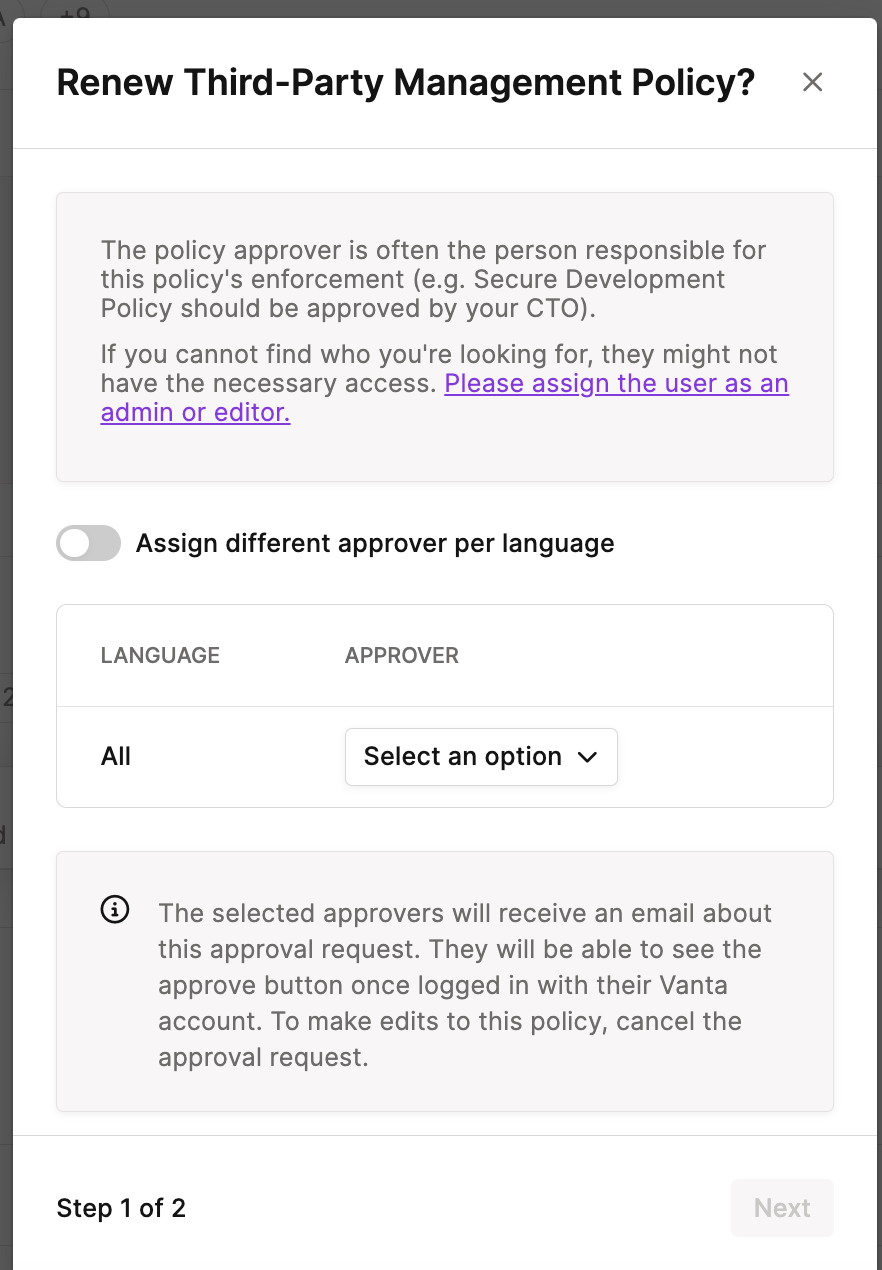 +9
Renew Third-Party Management Policy?
The policy approver is often the person responsible for
this policy's enforcement (e.g. Secure Development
Policy should be approved by your CTO).
If you cannot find who you're looking for, they might not
have the necessary access. Please assign the user as an
admin or editor.
Assign different approver per language
LANGUAGE APPROVER
All Select an option
The selected approvers will receive an email about
this approval request. They will be able to see the
approve button once logged in with their Vanta
account. To make edits to this policy, cancel the
approval request.
Step 1 of 2 Next